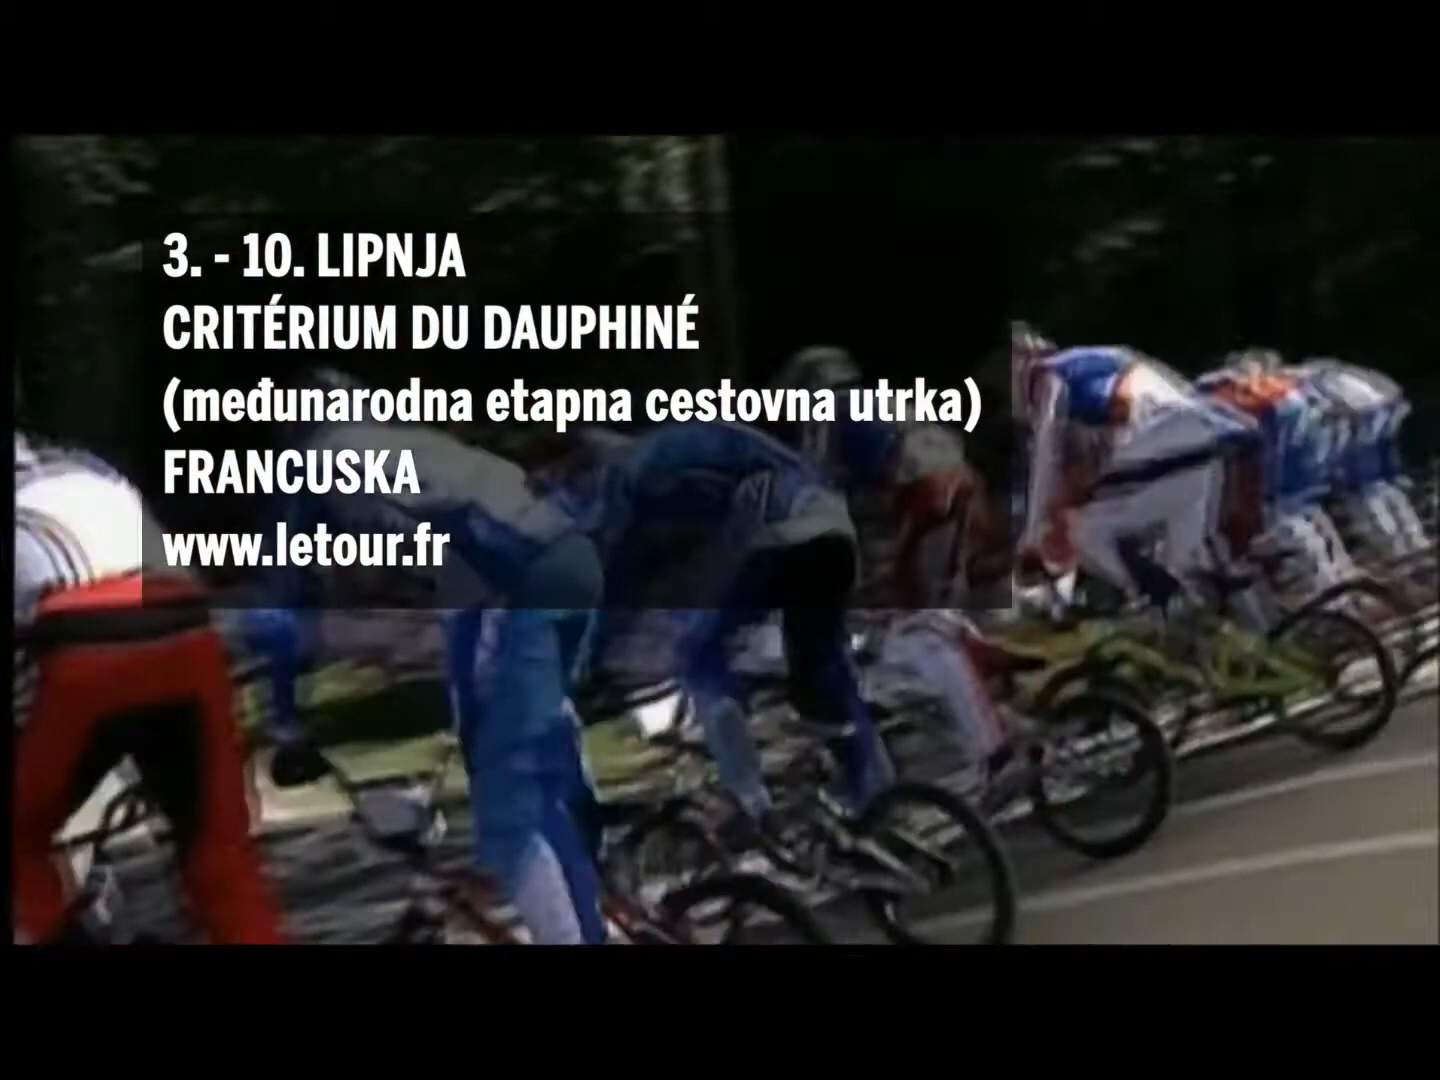 3. - 10. LIPNJA
CRITÉRIUM DU DAUPHINÉ
(međunarodna etapna cestovna utrka)
FRANCUSKA
www.letour.fr